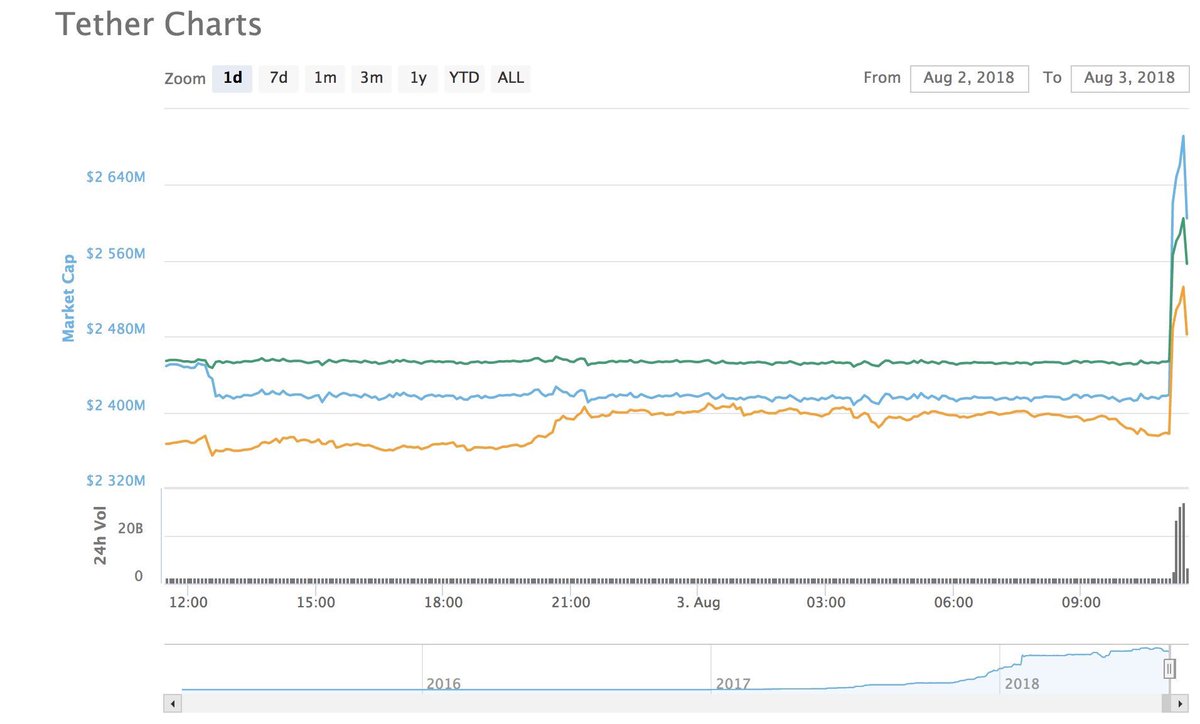 Tether Charts
Zoom 1d 7d 1m 3m 1y YTD ALL From Aug 2, 2018 To Aug 3, 2018
$2 640M
$2 560M
Market Cap
$2 480M
$2 400M
$2 320M
24h Vol
20B
0
12:00 15:00 18:00 21:00 3. Aug 03:00 06:00 09:00
2016 2017 2018